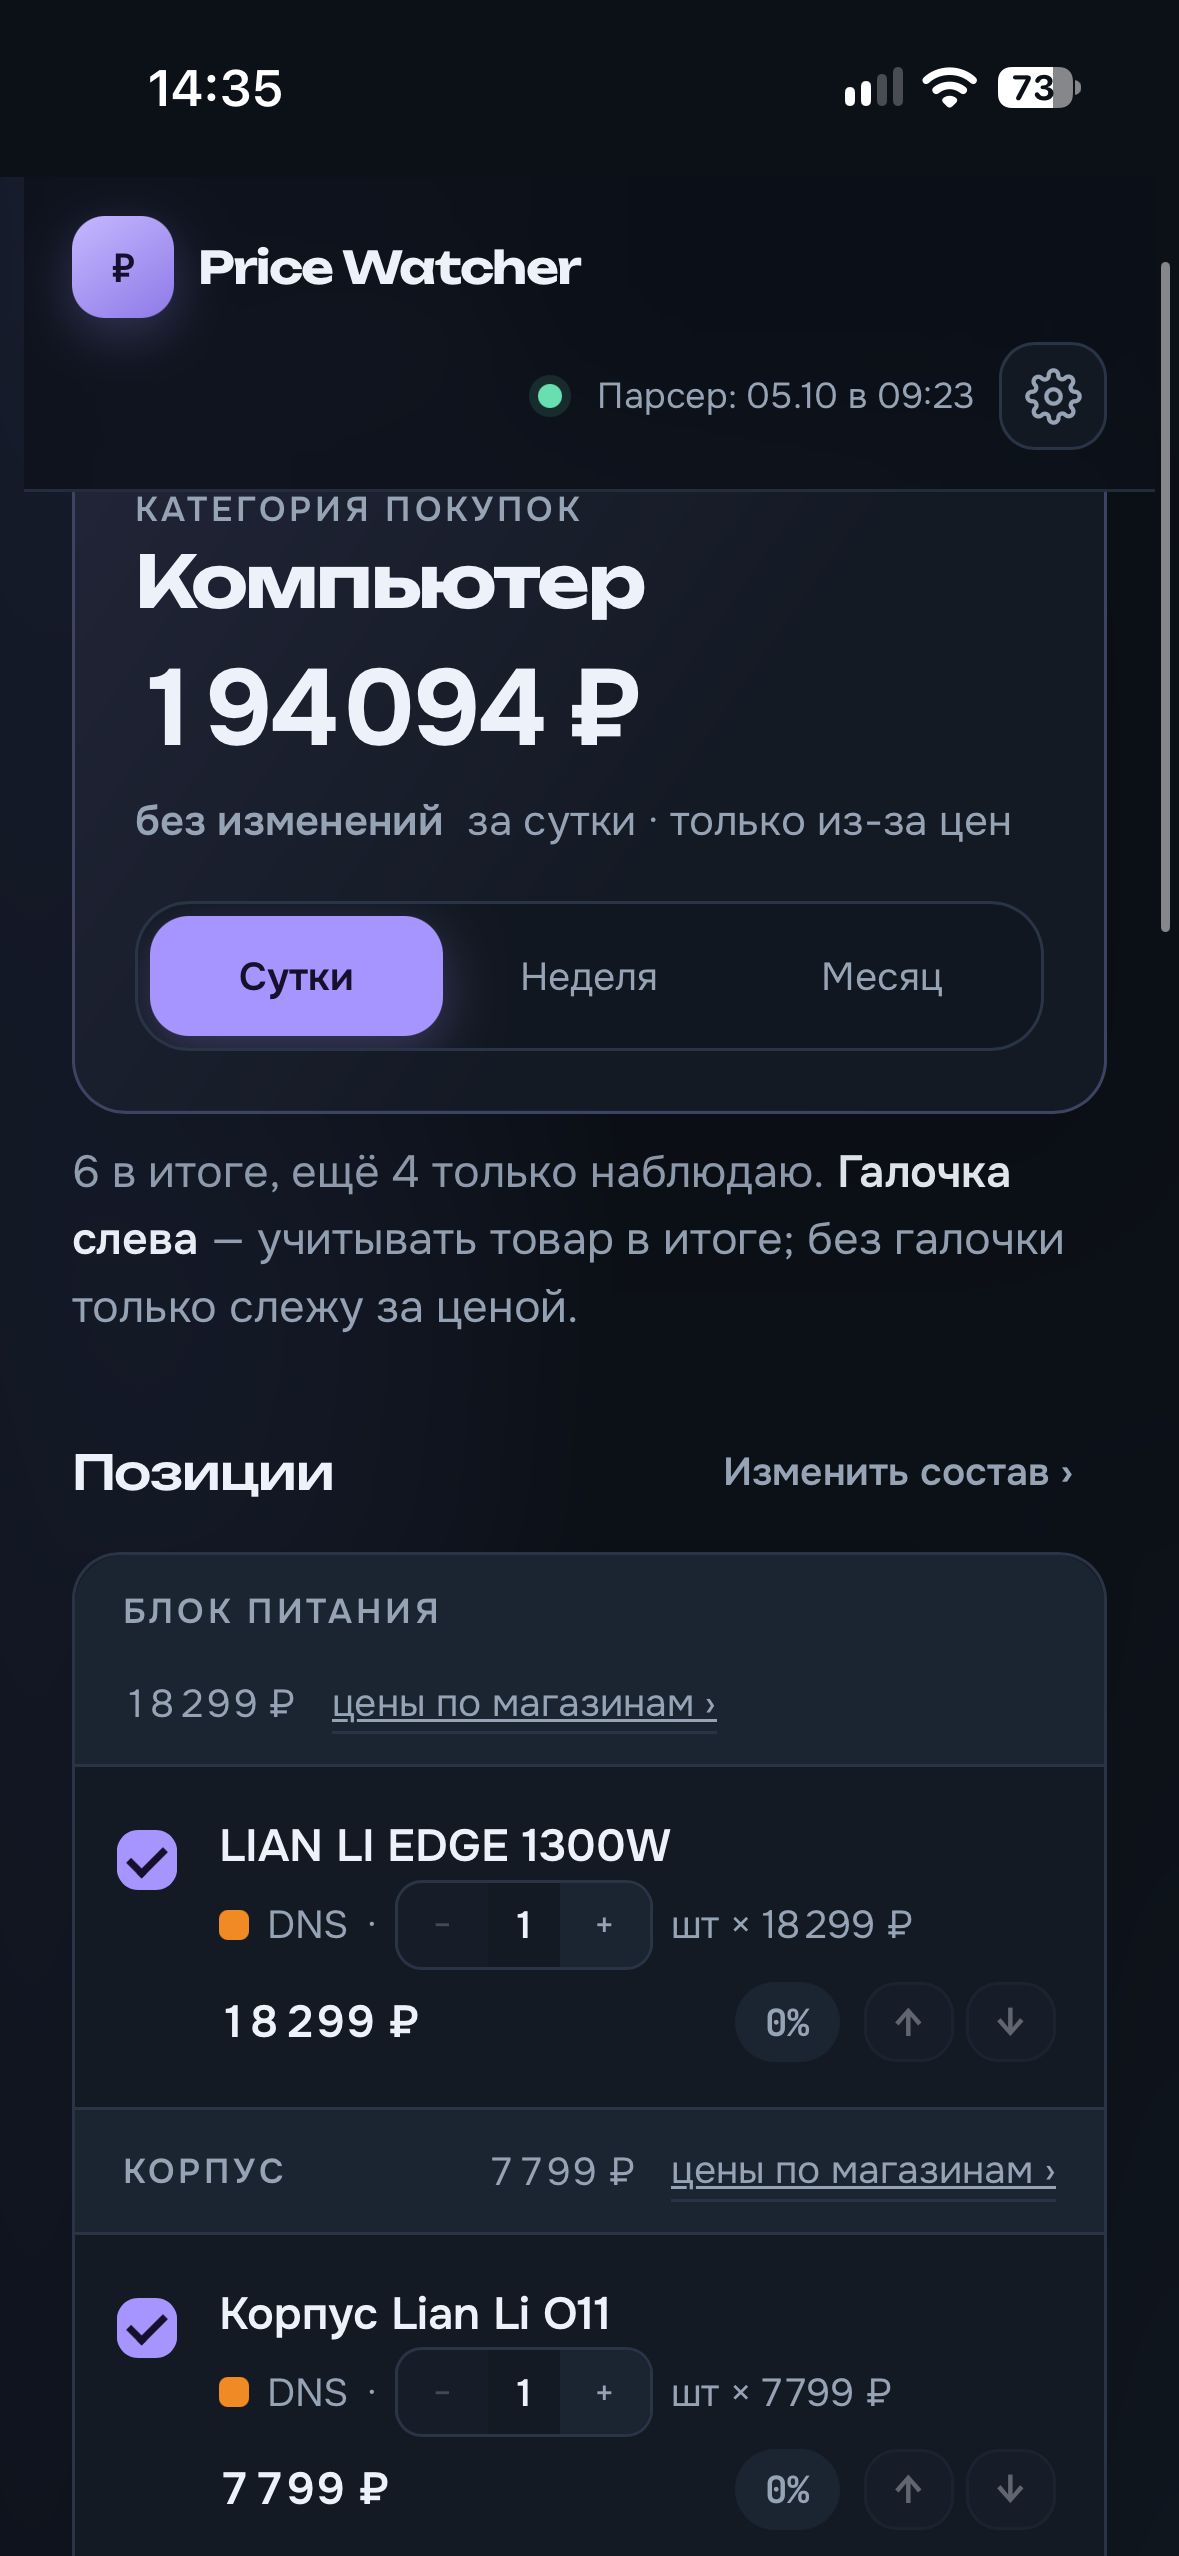 14:35
73
₽
Price Watcher
Парсер: 05.10 в 09:23
КАТЕГОРИЯ ПОКУПОК
Компьютер
194 094 ₽
без изменений за сутки · только из-за цен
Сутки Неделя Месяц
6 в итоге, ещё 4 только наблюдаю. Галочка
слева — учитывать товар в итоге; без галочки
только слежу за ценой.
Позиции Изменить состав ›
БЛОК ПИТАНИЯ
18 299 ₽ цены по магазинам ›
LIAN LI EDGE 1300W
DNS · − 1 + шт × 18 299 ₽
18 299 ₽ 0% ↑ ↓
КОРПУС 7 799 ₽ цены по магазинам ›
Корпус Lian Li O11
DNS · − 1 + шт × 7 799 ₽
7 799 ₽ 0% ↑ ↓